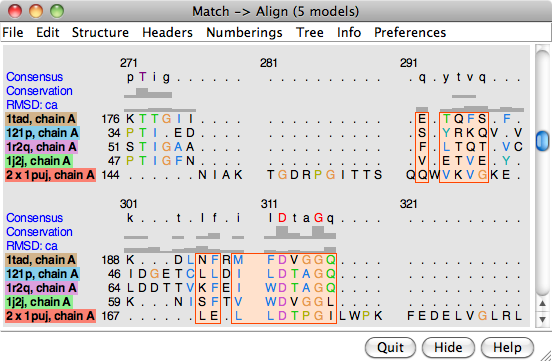 Match -> Align (5 models)
File Edit Structure Headers Numberings Tree Info Preferences
271 281 291
Consensus p T i g . . . . . . . . . . . . . . . . . q . y t v q . . .
Conservation
RMSD: ca
1tad, chain A 176 K T T G I I . . . . . . . . . . . . . . . E . T Q F S . F .
121p, chain A 34 P T I . E D . . . . . . . . . . . . . . . S . Y R K Q V . V
1r2q, chain A 51 S T I G A A . . . . . . . . . . . . . . . F . L T Q T . V C
1j2j, chain A 47 P T I G F N . . . . . . . . . . . . . . . V . E T V E . Y .
2 x 1puj, chain A 144 . . . . . . N I A K T G D R P G I T T S Q Q W V K V G K E .
301 311 321
Consensus k . . . t . l f . i l D t a G q . . . . . . . . . . . . . .
Conservation
RMSD: ca
1tad, chain A 188 K . . . D L N F R M F D V G G Q . . . . . . . . . . . . . .
121p, chain A 46 I D G E T C L L D I L D T A G Q . . . . . . . . . . . . . .
1r2q, chain A 64 L D D T T V K F E I W D T A G Q . . . . . . . . . . . . . .
1j2j, chain A 59 K . . . N I S F T V W D V G G L . . . . . . . . . . . . . .
2 x 1puj, chain A 167 . . . . . . L E . L L D T P G I L W P K F E D E L V G L R L
Quit Hide Help